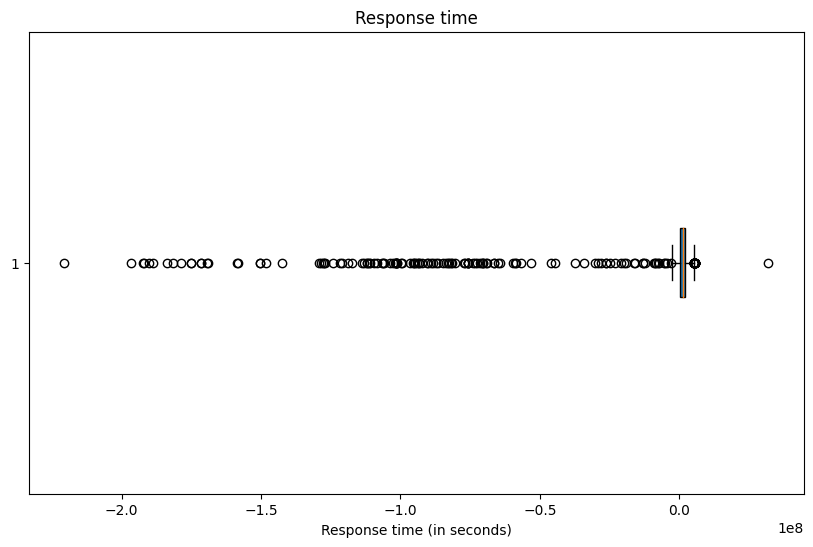 Response time
1
−2.0 −1.5 −1.0 −0.5 0.0
Response time (in seconds)
1e8